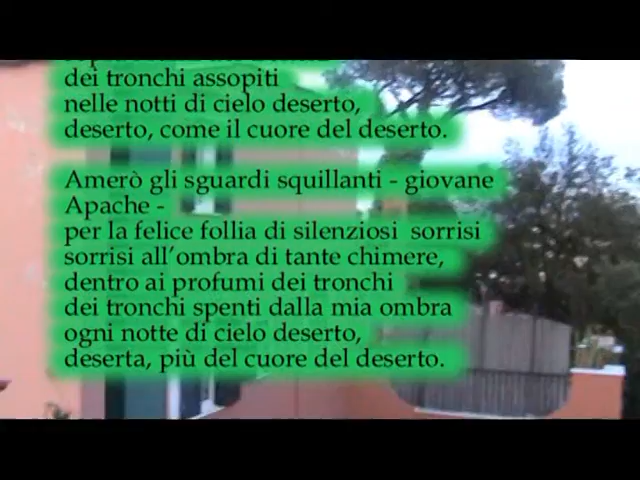 dei tronchi assopiti
nelle notti di cielo deserto,
deserto, come il cuore del deserto.
Amerò gli sguardi squillanti - giovane
Apache -
per la felice follia di silenziosi sorrisi
sorrisi all'ombra di tante chimere,
dentro ai profumi dei tronchi
dei tronchi spenti dalla mia ombra
ogni notte di cielo deserto,
deserta, più del cuore del deserto.